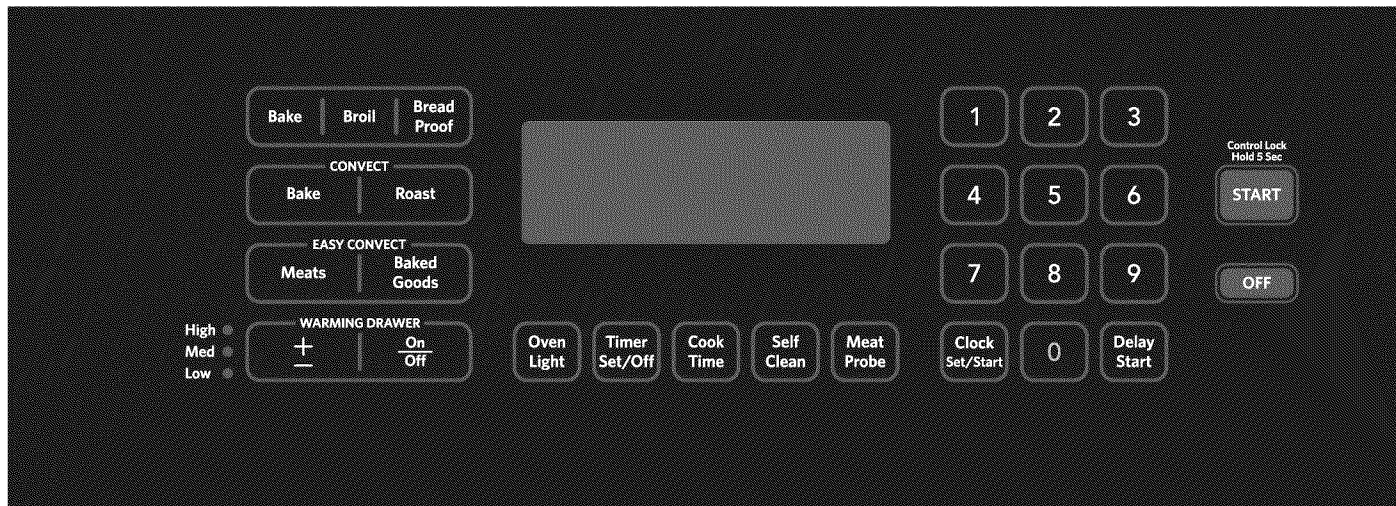 Bake
Broil
Bread
Proof
CONVECT
Bake
Roast
EASY CONVECT
Meats
Baked
Goods
High
Med
Low
WARMING DRAWER
+
–
On
Off
Oven
Light
Timer
Set/Off
Cook
Time
Self
Clean
Meat
Probe
1 2 3
4 5 6
7 8 9
Clock
Set/Start
0
Delay
Start
Control Lock
Hold 5 Sec
START
OFF